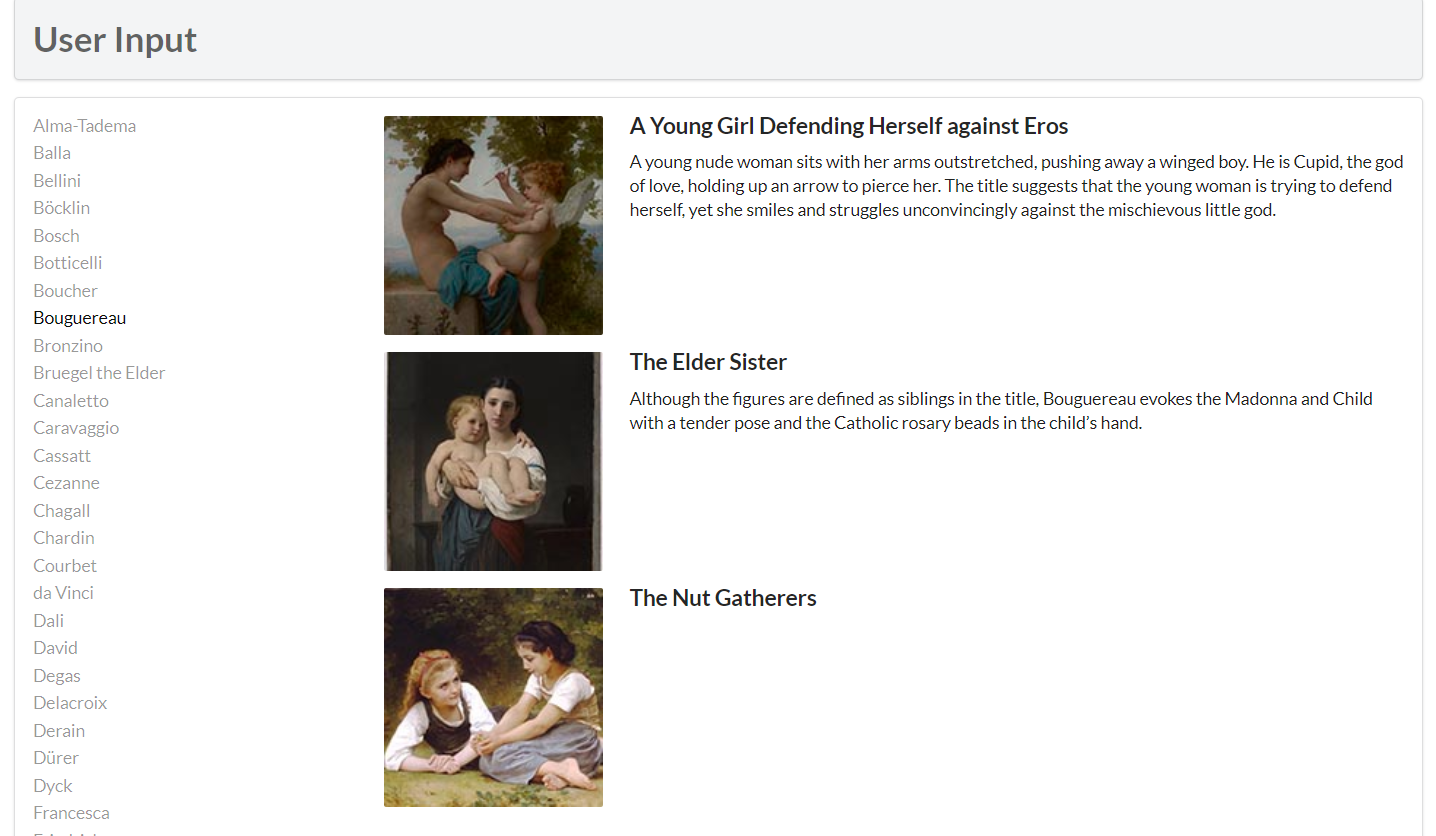 User Input
Alma-Tadema
Balla
Bellini
Böcklin
Bosch
Botticelli
Boucher
Bouguereau
Bronzino
Bruegel the Elder
Canaletto
Caravaggio
Cassatt
Cezanne
Chagall
Chardin
Courbet
da Vinci
Dali
David
Degas
Delacroix
Derain
Dürer
Dyck
Francesca
A Young Girl Defending Herself against Eros
A young nude woman sits with her arms outstretched, pushing away a winged boy. He is Cupid, the god
of love, holding up an arrow to pierce her. The title suggests that the young woman is trying to defend
herself, yet she smiles and struggles unconvincingly against the mischievous little god.
The Elder Sister
Although the figures are defined as siblings in the title, Bouguereau evokes the Madonna and Child
with a tender pose and the Catholic rosary beads in the child’s hand.
The Nut Gatherers